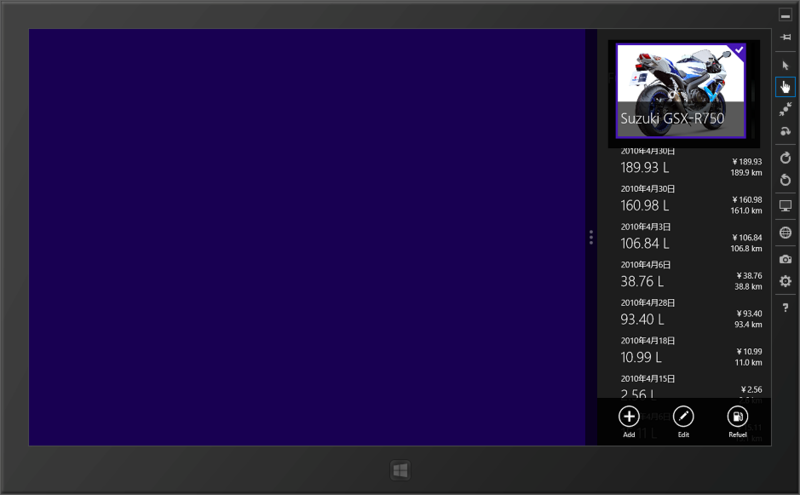 Suzuki GSX-R750
2010年4月30日
189.93 L
¥ 189.93
189.9 km
2010年4月30日
160.98 L
¥ 160.98
161.0 km
2010年4月3日
106.84 L
¥ 106.84
106.8 km
2010年4月6日
38.76 L
¥ 38.76
38.8 km
2010年4月28日
93.40 L
¥ 93.40
93.4 km
2010年4月18日
10.99 L
¥ 10.99
11.0 km
2010年4月15日
2.56 L
¥ 2.56
Add
Edit
Refuel
?